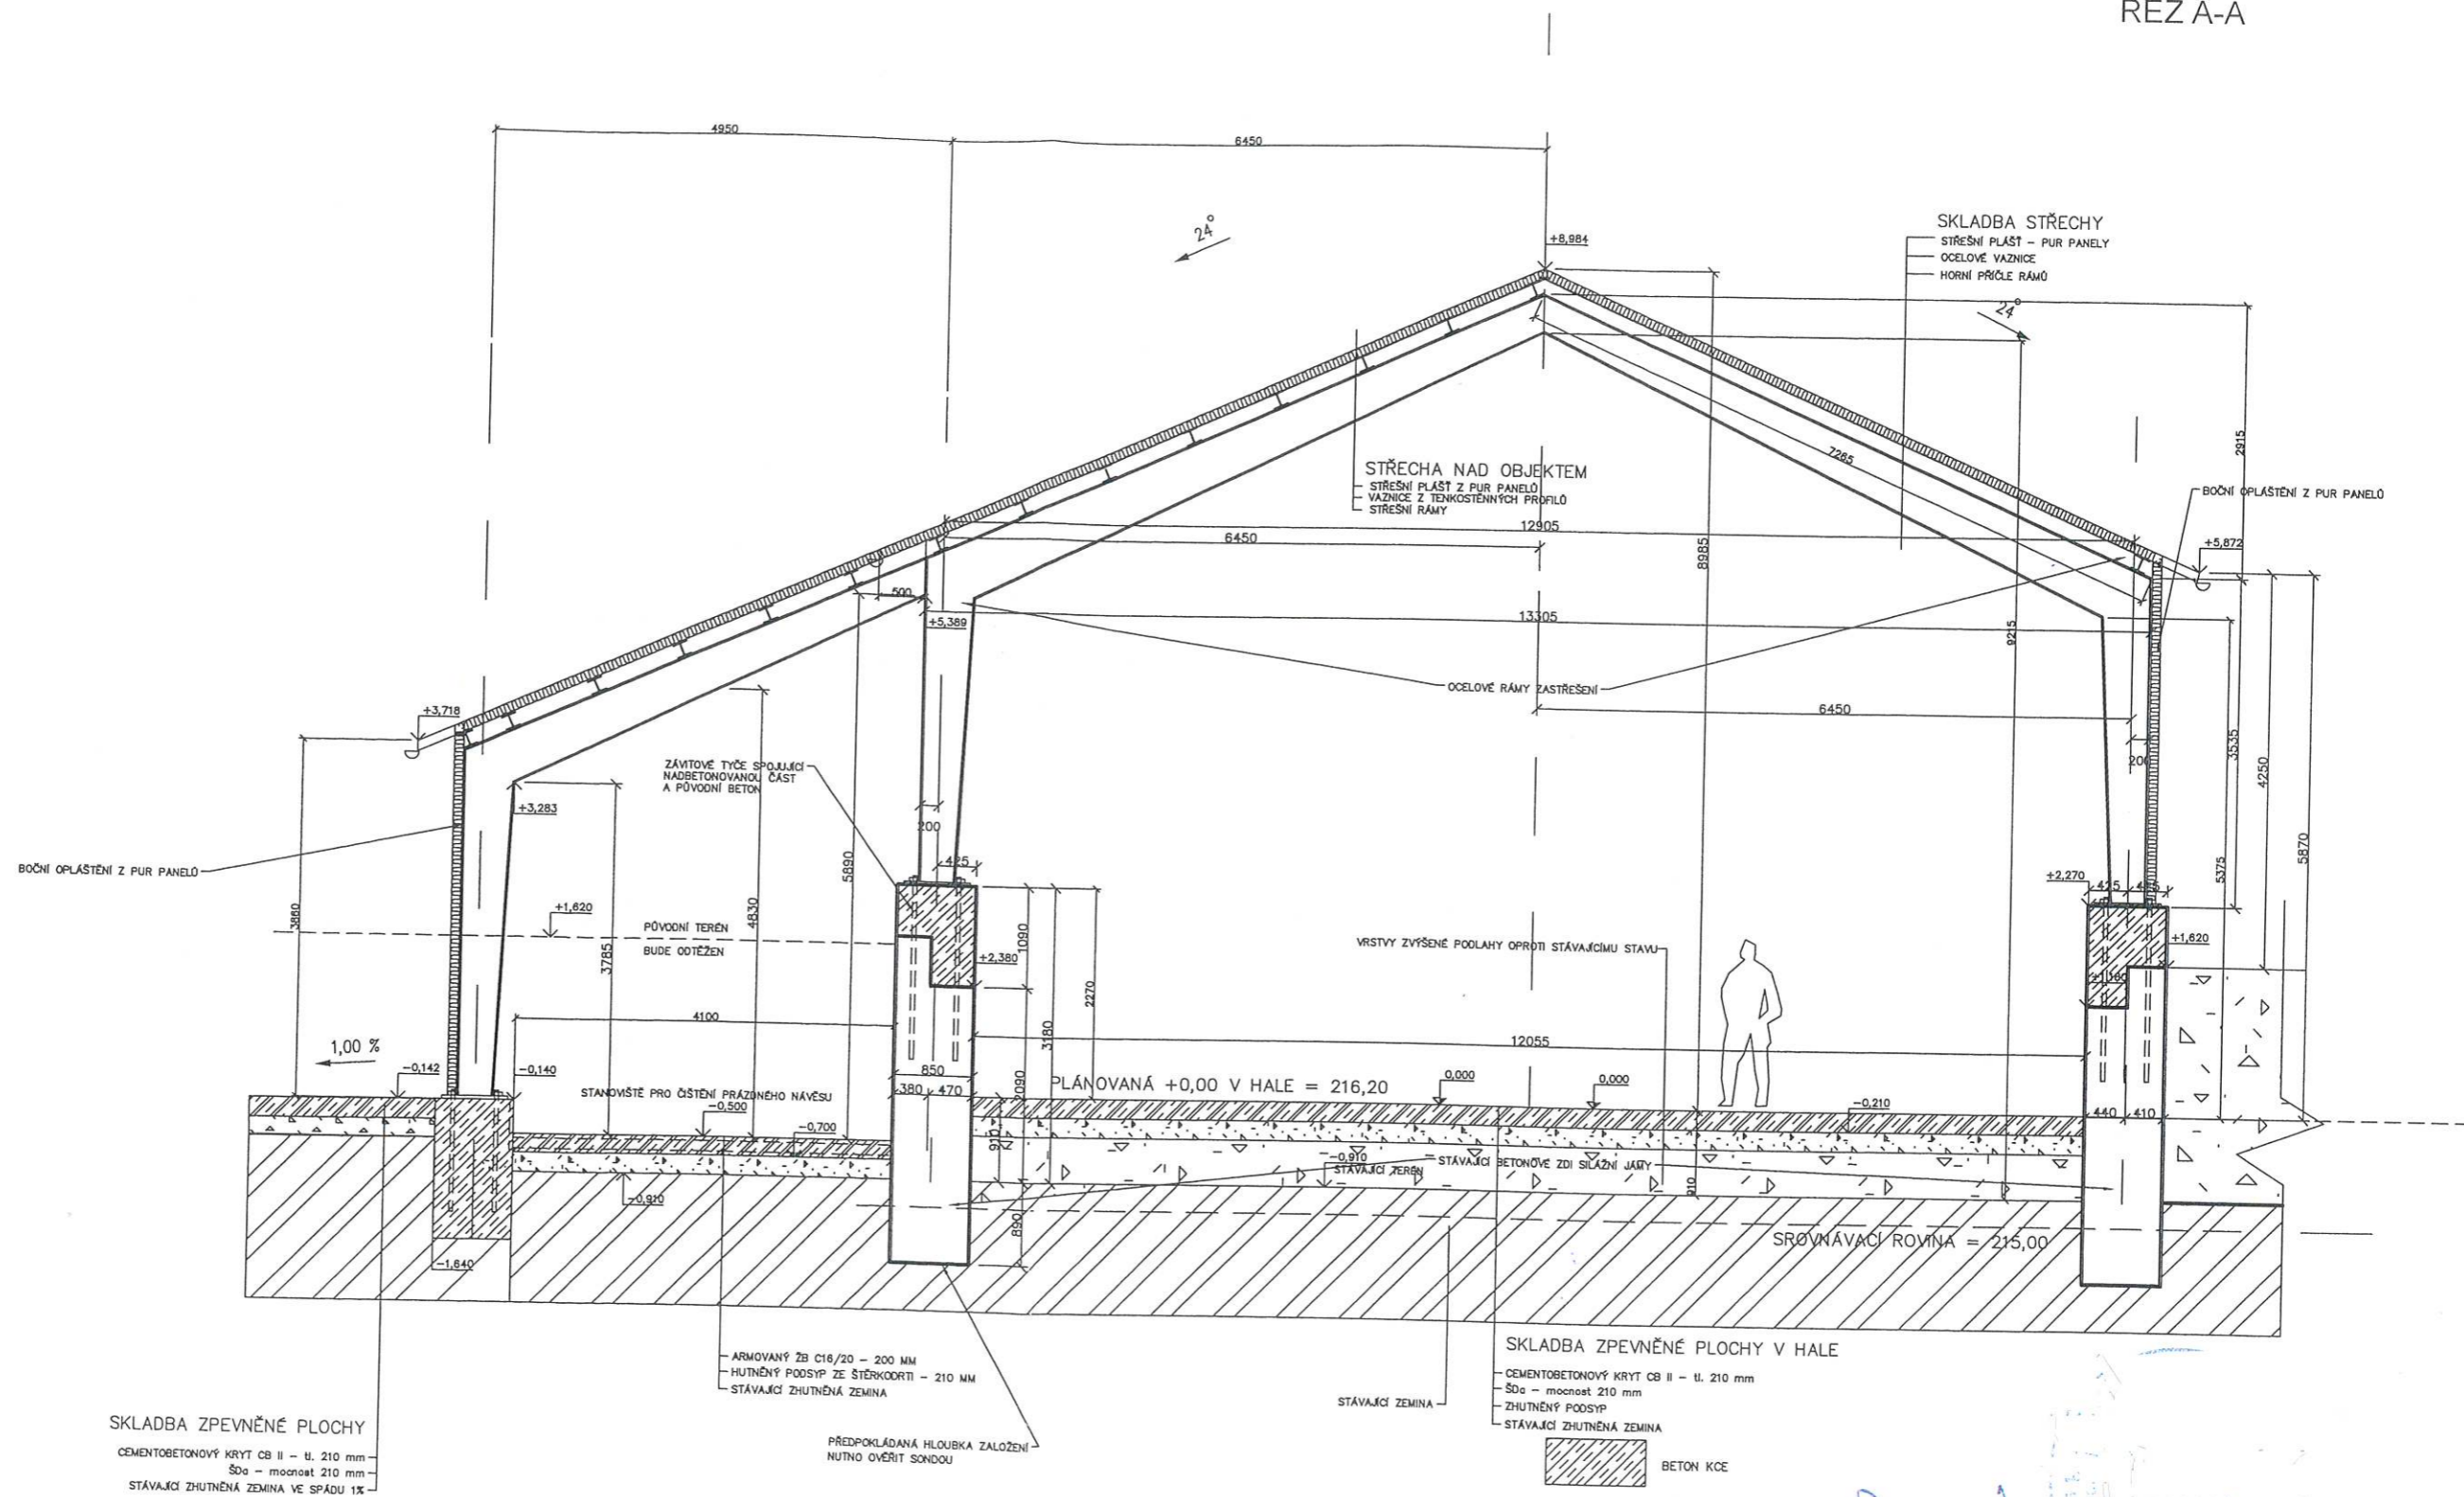 ŘEZ A-A
4950
6450
24°
+8,984
SKLADBA STŘECHY
STŘEŠNÍ PLÁŠŤ - PUR PANELY
OCELOVÉ VAZNICE
HORNÍ PŘÍČLE RÁMŮ
24°
2915
7265
STŘECHA NAD OBJEKTEM
STŘEŠNÍ PLÁŠŤ Z PUR PANELŮ
VAZNICE Z TENKOSTĚNNÝCH PROFILŮ
STŘEŠNÍ RÁMY
BOČNÍ OPLÁŠTĚNÍ Z PUR PANELŮ
12905
6450
8985
+5,872
500
+5,389
13305
9215
OCELOVÉ RÁMY ZASTŘEŠENÍ
6450
+3,718
3535
200
4250
ZÁVITOVÉ TYČE SPOJUJÍCÍ
NADBETONOVANOU ČÁST
A PŮVODNÍ BETON
+3,283
200
5890
425
5375
5870
BOČNÍ OPLÁŠTĚNÍ Z PUR PANELŮ
3860
+2,270
425
+1,620
4830
PŮVODNÍ TERÉN
BUDE ODTĚŽEN
3785
1090
+2,380
VRSTVY ZVÝŠENÉ PODLAHY OPROTI STÁVAJÍCÍMU STAVU
+1,620
2270
3180
4100
12055
1,00 %
-0,142
-0,140
850
380
470
2090
PLÁNOVANÁ +0,00 V HALE = 216,20
0,000
0,000
STANOVIŠTĚ PRO ČIŠTĚNÍ PRÁZDNÉHO NÁVĚSU
-0,500
-0,700
-0,210
440
410
910
-0,910
STÁVAJÍCÍ TERÉN
STÁVAJÍCÍ BETONOVÉ ZDI SILÁŽNÍ JÁMY
-0,910
910
890
SROVNÁVACÍ ROVINA = 215,00
-1,640
ARMOVANÝ ŽB C16/20 - 200 MM
HUTNĚNÝ PODSYP ZE ŠTĚRKODRTI - 210 MM
STÁVAJÍCÍ ZHUTNĚNÁ ZEMINA
SKLADBA ZPEVNĚNÉ PLOCHY V HALE
CEMENTOBETONOVÝ KRYT CB II - tl. 210 mm
ŠDa - mocnost 210 mm
ZHUTNĚNÝ PODSYP
STÁVAJÍCÍ ZHUTNĚNÁ ZEMINA
STÁVAJÍCÍ ZEMINA
SKLADBA ZPEVNĚNÉ PLOCHY
CEMENTOBETONOVÝ KRYT CB II - tl. 210 mm
ŠDa - mocnost 210 mm
STÁVAJÍCÍ ZHUTNĚNÁ ZEMINA VE SPÁDU 1%
PŘEDPOKLÁDANÁ HLOUBKA ZALOŽENÍ
NUTNO OVĚŘIT SONDOU
BETON KCE